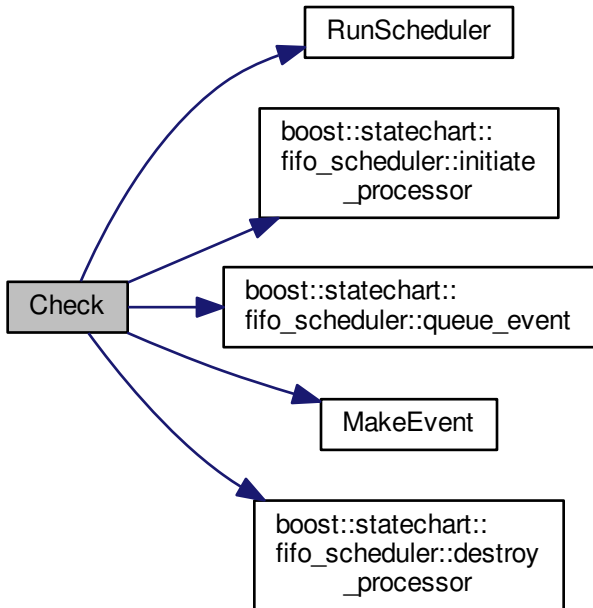 RunScheduler
boost::statechart::
fifo_scheduler::initiate
_processor
Check
boost::statechart::
fifo_scheduler::queue_event
MakeEvent
boost::statechart::
fifo_scheduler::destroy
_processor